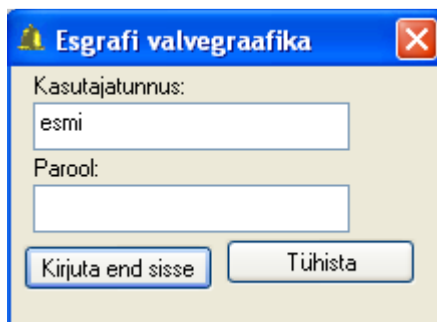 Esgrafi valvegraafika
Kasutajatunnus:
esmi
Parool:
Kirjuta end sisse
Tühista